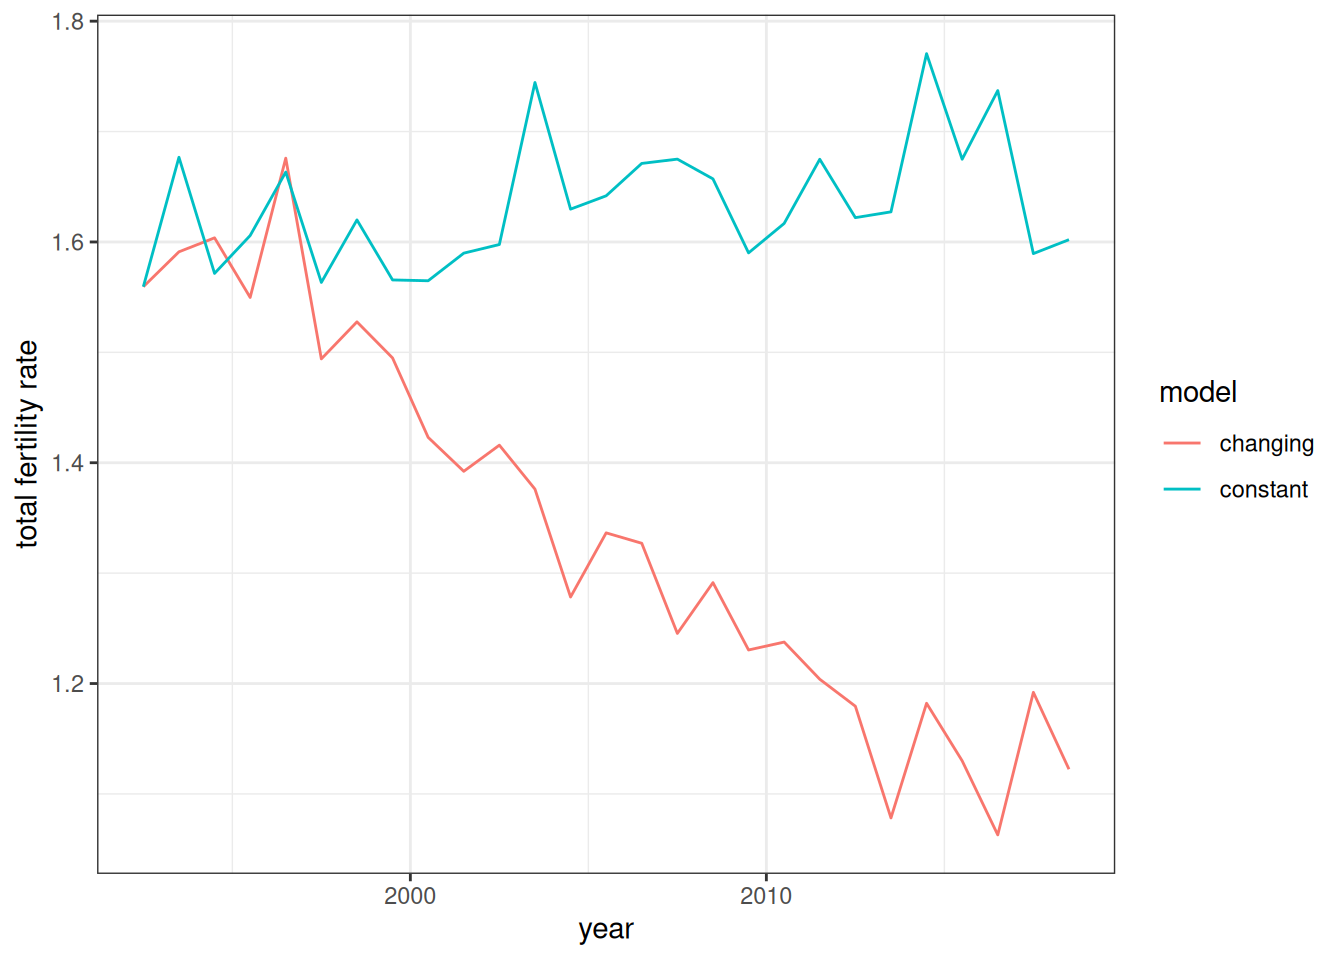 1.8
1.6
1.4
1.2
total fertility rate
2000
2010
year
model
changing
constant